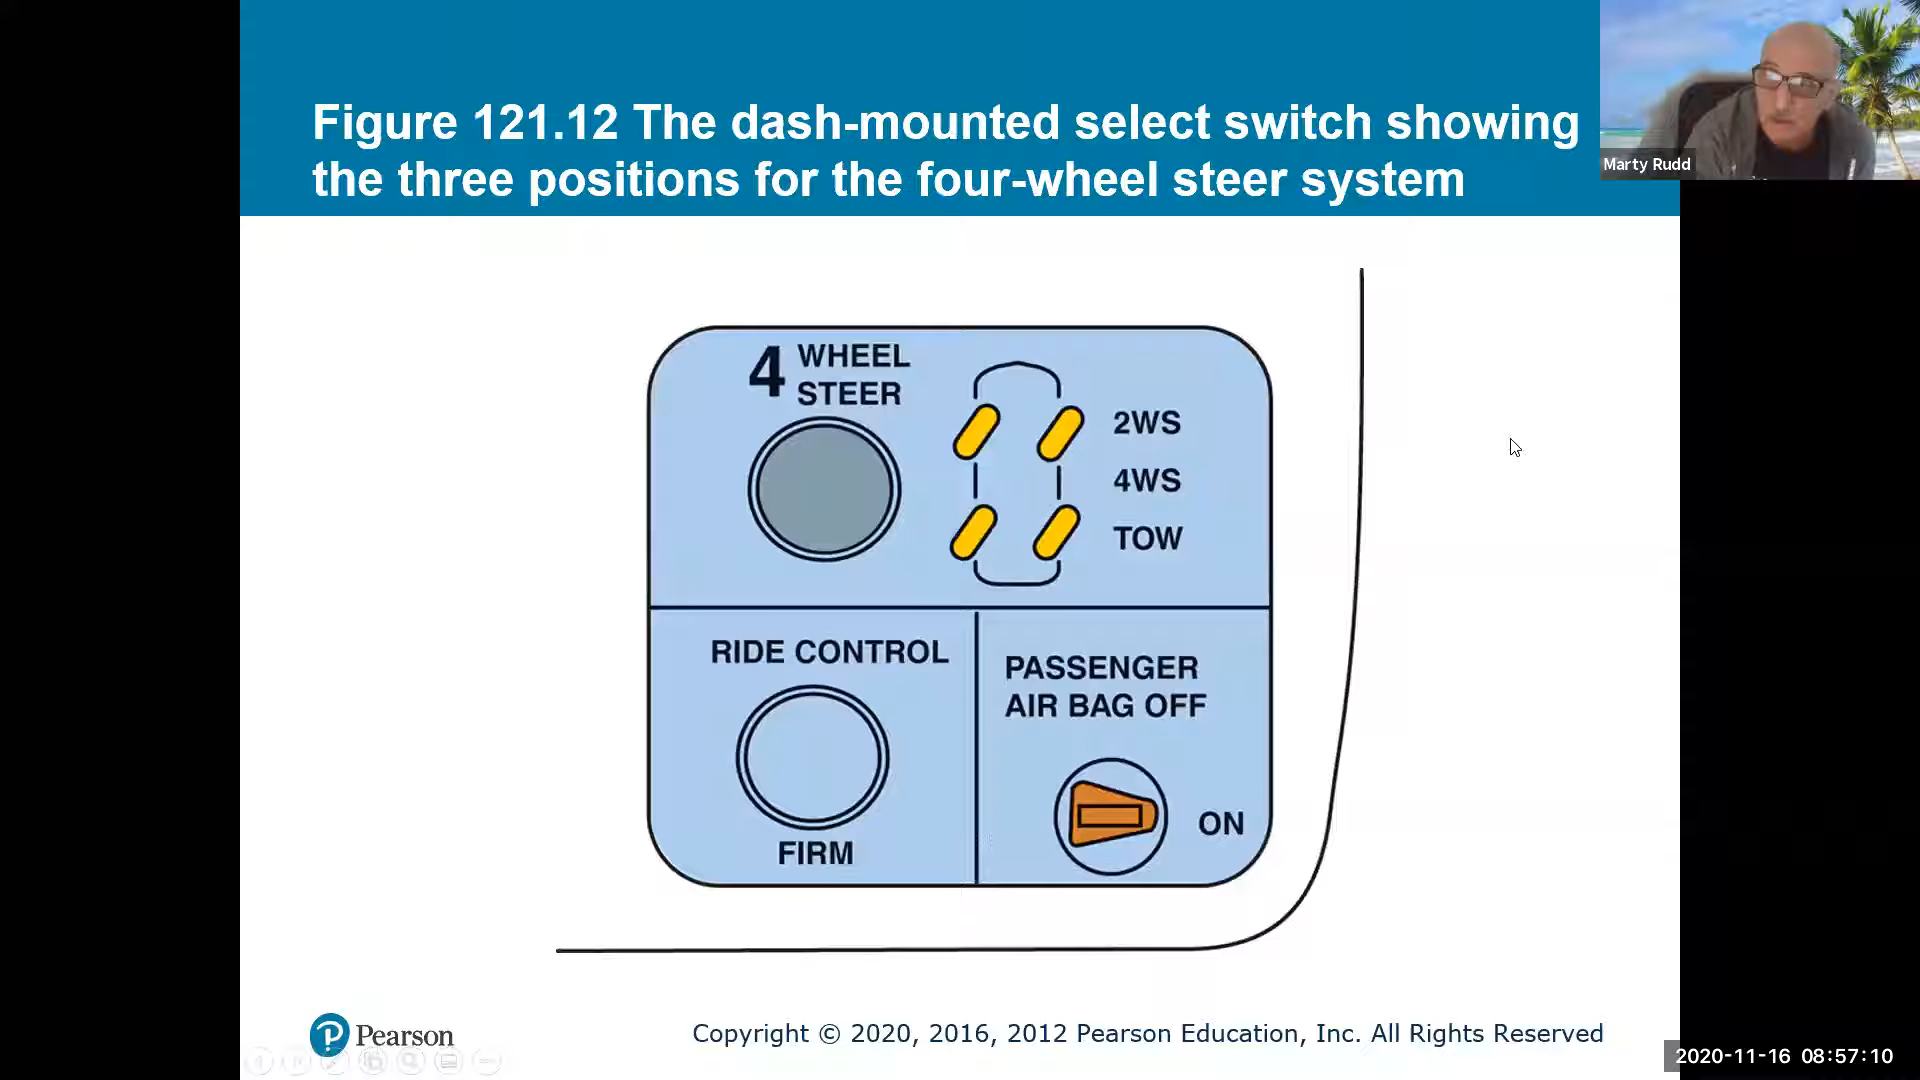 Figure 121.12 The dash-mounted select switch showing
the three positions for the four-wheel steer system
Marty Rudd
4 WHEEL
STEER
2WS
4WS
TOW
RIDE CONTROL
FIRM
PASSENGER
AIR BAG OFF
ON
Pearson
Copyright © 2020, 2016, 2012 Pearson Education, Inc. All Rights Reserved
2020-11-16 08:57:10